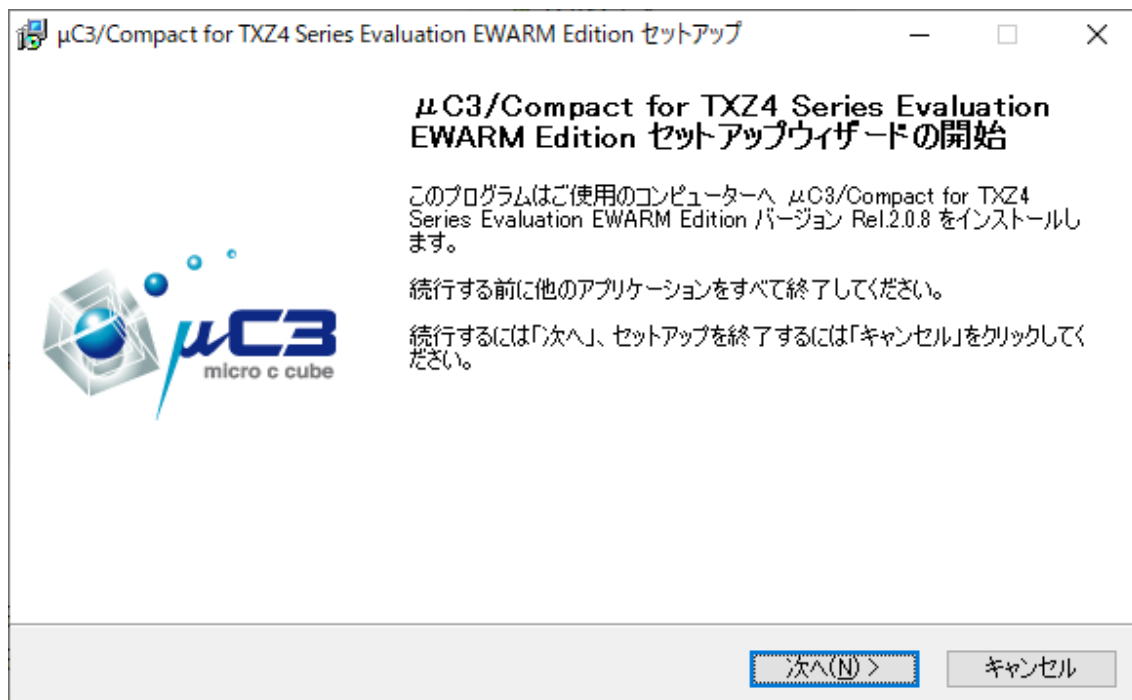 μC3/Compact for TXZ4 Series Evaluation EWARM Edition セットアップ
μC3/Compact for TXZ4 Series Evaluation
EWARM Edition セットアップウィザードの開始
このプログラムはご使用のコンピューターへ μC3/Compact for TXZ4
Series Evaluation EWARM Edition バージョン Rel.2.0.8 をインストールし
ます。
続行する前に他のアプリケーションをすべて終了してください。
続行するには「次へ」、セットアップを終了するには「キャンセル」をクリックしてく
ださい。
μC3
micro c cube
次へ(N) >
キャンセル